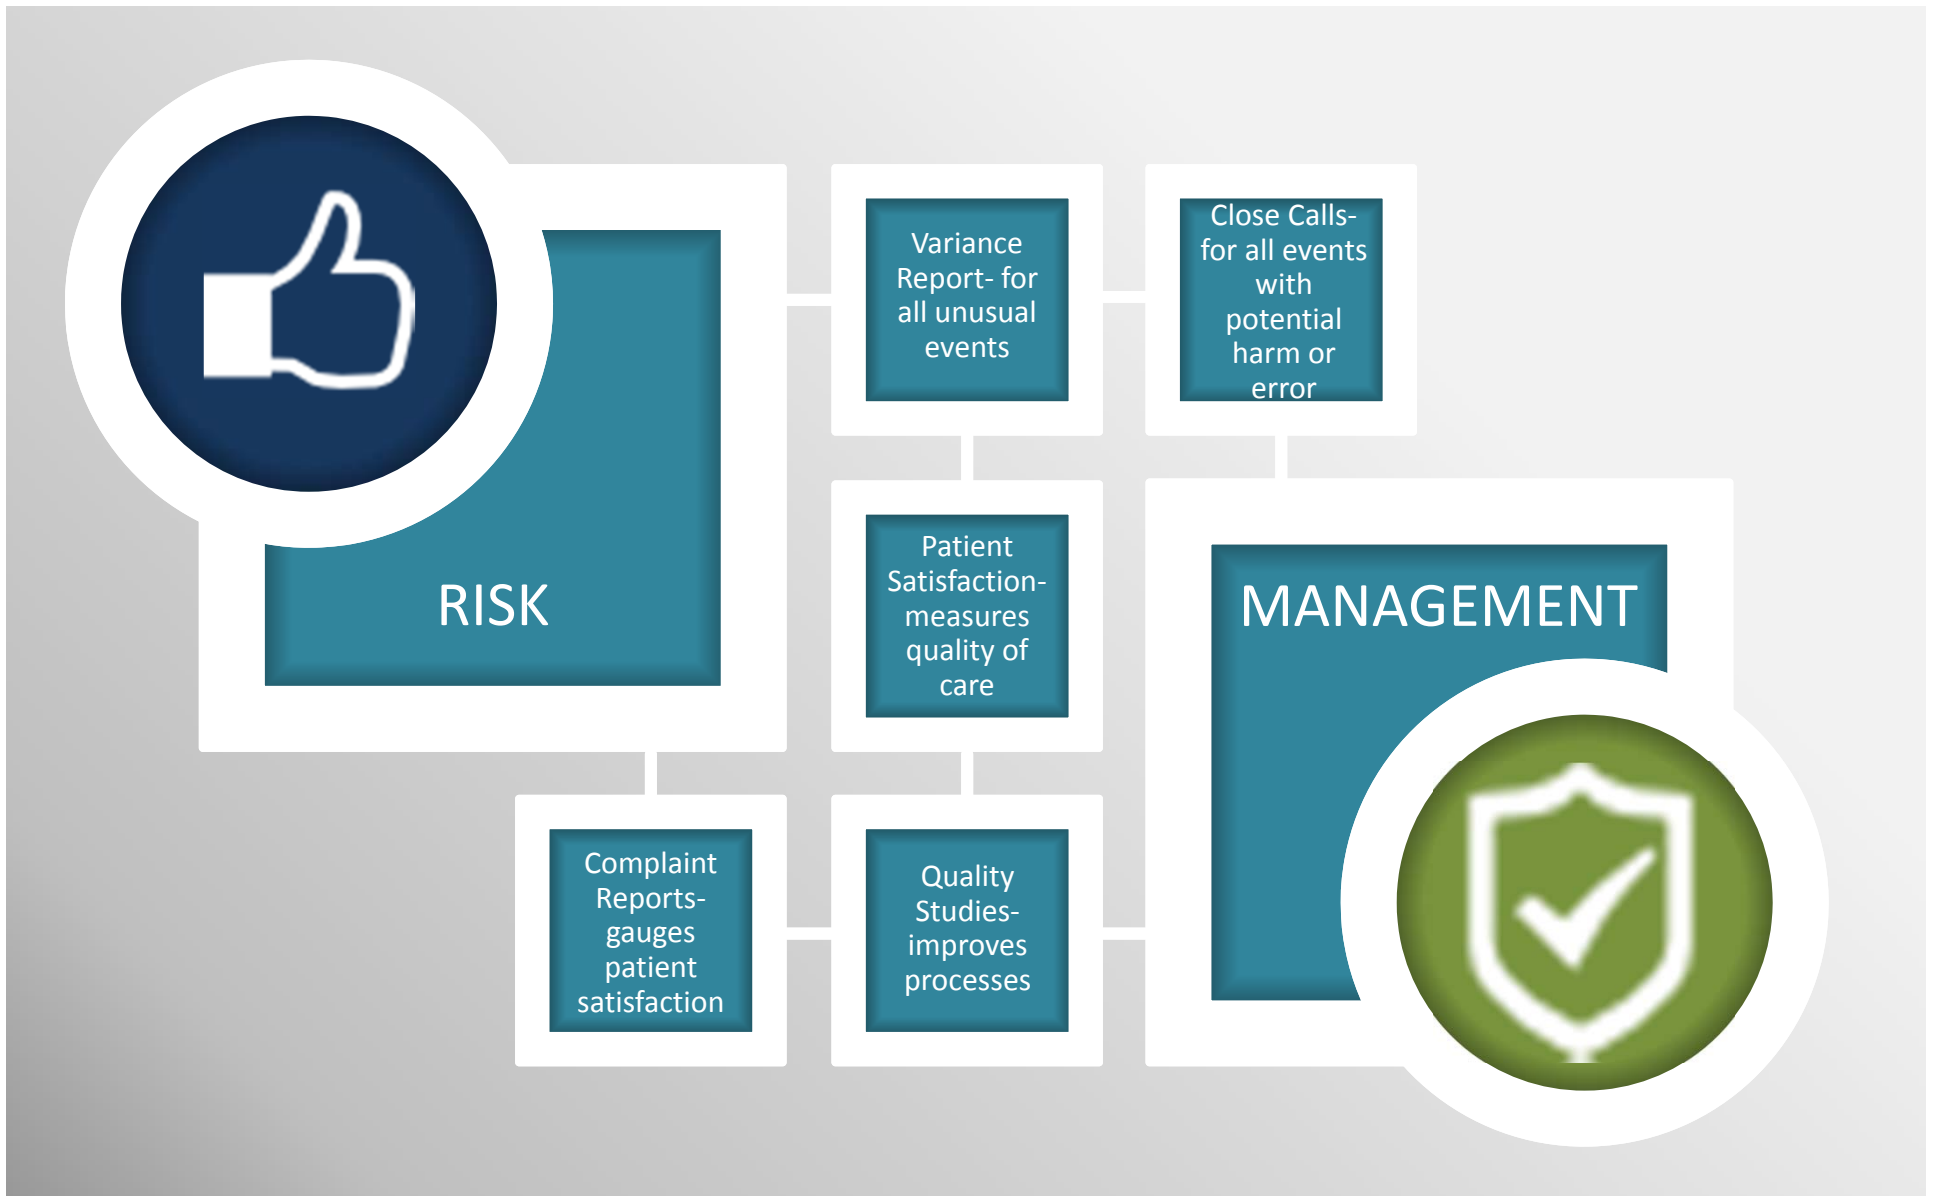 RISK
Variance
Report- for
all unusual
events
Close Calls-
for all events
with
potential
harm or
error
Patient
Satisfaction-
measures
quality of
care
MANAGEMENT
Complaint
Reports-
gauges
patient
satisfaction
Quality
Studies-
improves
processes